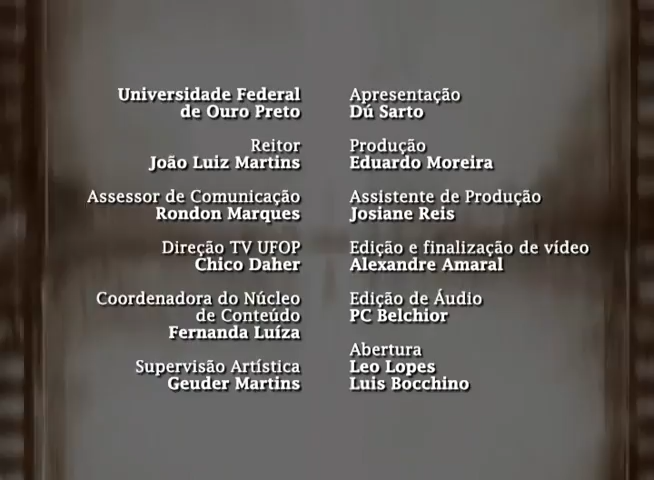 Universidade Federal
de Ouro Preto
Reitor
João Luiz Martins
Assessor de Comunicação
Rondon Marques
Direção TV UFOP
Chico Daher
Coordenadora do Núcleo
de Conteúdo
Fernanda Luíza
Supervisão Artística
Geuder Martins
Apresentação
Dú Sarto
Produção
Eduardo Moreira
Assistente de Produção
Josiane Reis
Edição e finalização de vídeo
Alexandre Amaral
Edição de Áudio
PC Belchior
Abertura
Leo Lopes
Luis Bocchino